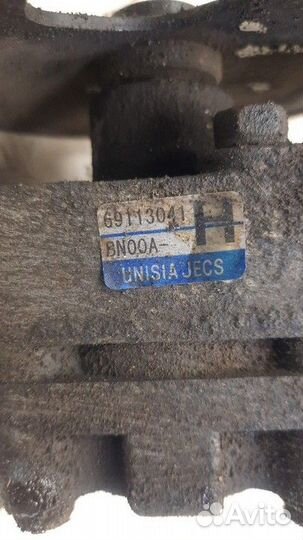 69113041 H
BN00A-
UNISIA JECS
Avito